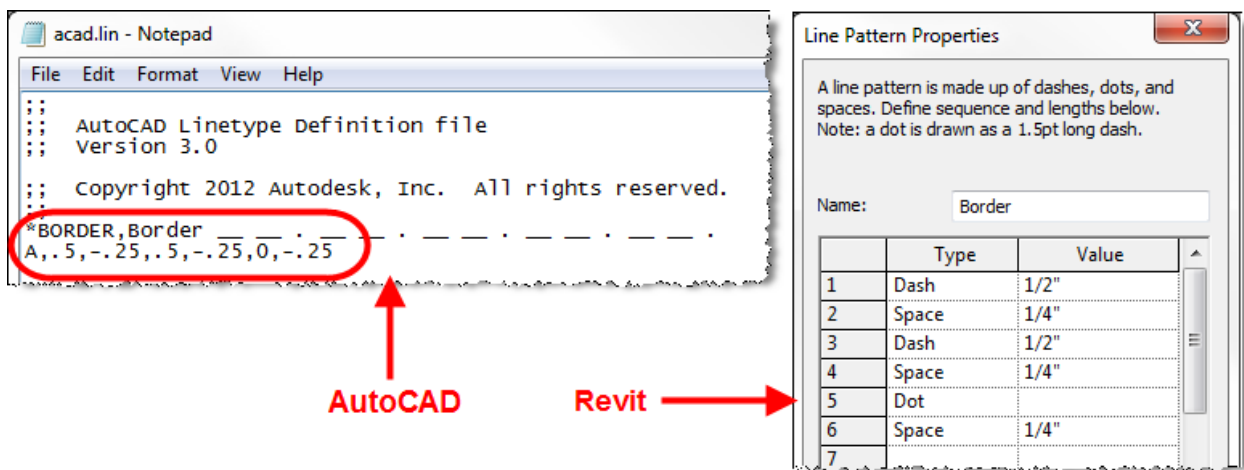 acad.lin - Notepad
File Edit Format View Help
;;
;; AutoCAD Linetype Definition file
;; Version 3.0
;; Copyright 2012 Autodesk, Inc. All rights reserved.
;;
*BORDER,Border __ __ . __ __ . __ __ . __ __ . __ __ .
A,.5,-.25,.5,-.25,0,-.25
AutoCAD
Revit
Line Pattern Properties
A line pattern is made up of dashes, dots, and
spaces. Define sequence and lengths below.
Note: a dot is drawn as a 1.5pt long dash.
Name: Border
Type Value
1 Dash 1/2"
2 Space 1/4"
3 Dash 1/2"
4 Space 1/4"
5 Dot
6 Space 1/4"
7